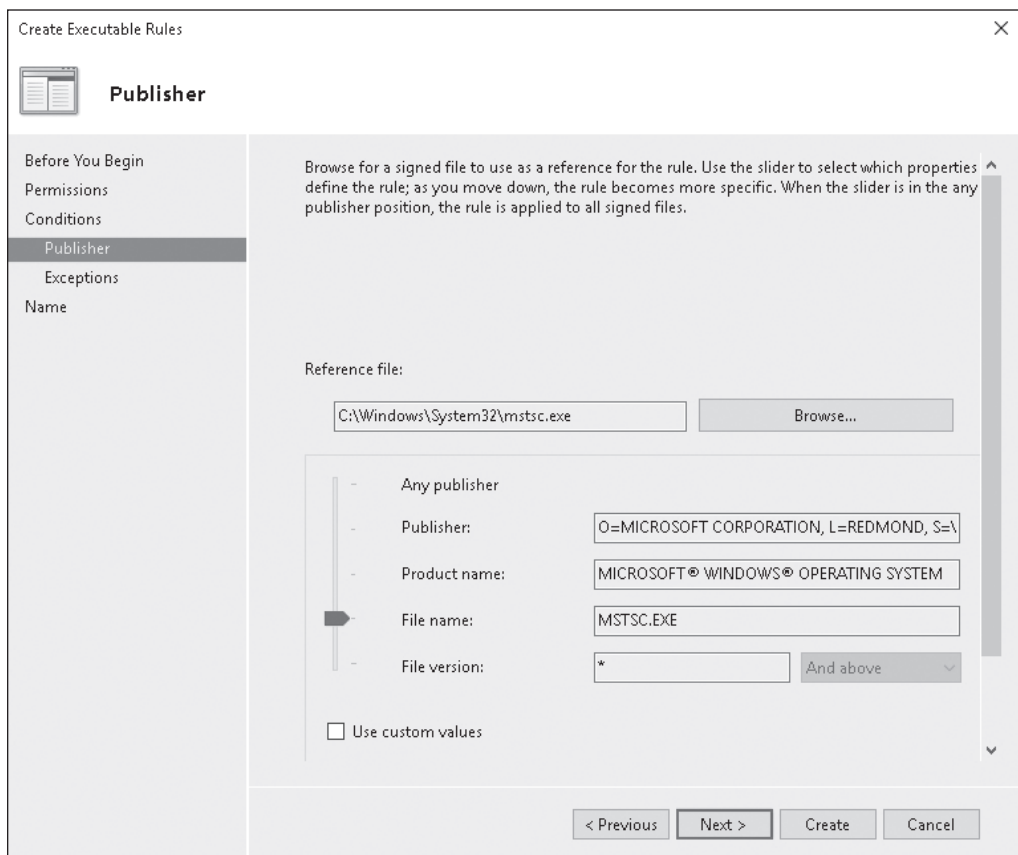 Create Executable Rules
Publisher
Before You Begin
Permissions
Conditions
Publisher
Exceptions
Name
Browse for a signed file to use as a reference for the rule. Use the slider to select which properties
define the rule; as you move down, the rule becomes more specific. When the slider is in the any
publisher position, the rule is applied to all signed files.
Reference file:
C:\Windows\System32\mstsc.exe
Browse...
Any publisher
Publisher: O=MICROSOFT CORPORATION, L=REDMOND, S=\
Product name: MICROSOFT® WINDOWS® OPERATING SYSTEM
File name: MSTSC.EXE
File version: * And above
Use custom values
< Previous Next > Create Cancel